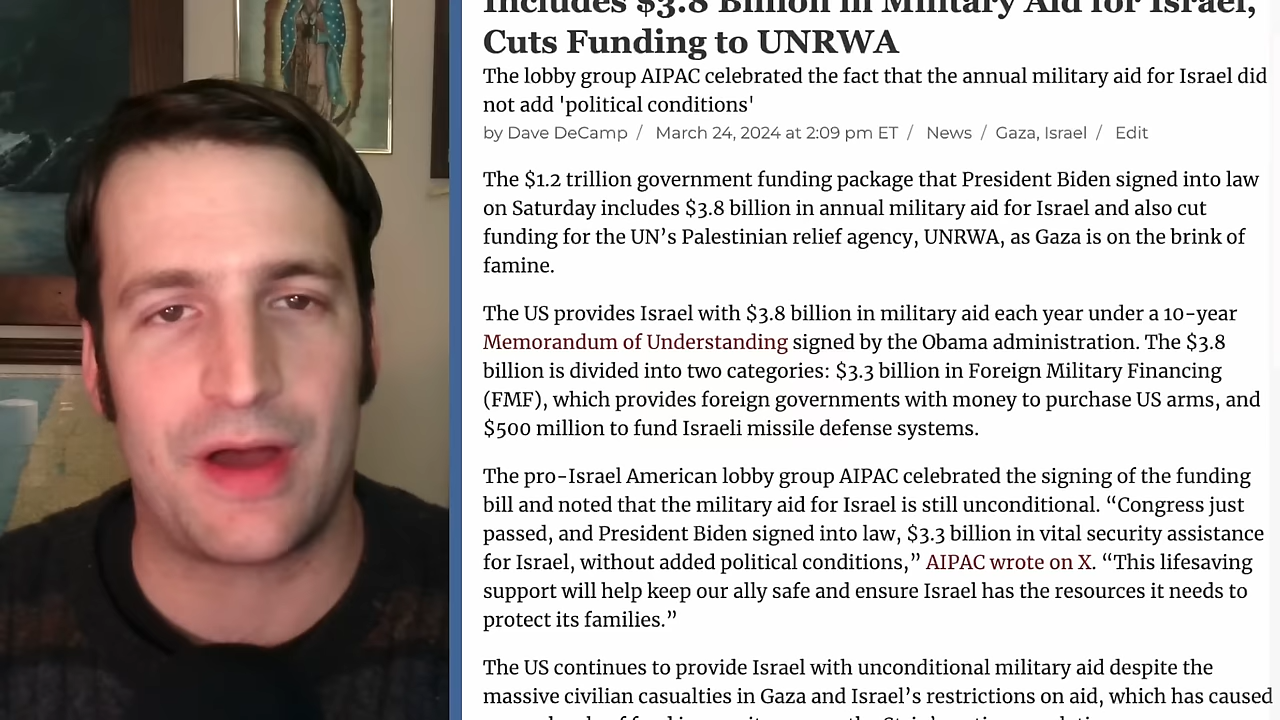 Includes $3.8 Billion in Military Aid for Israel,
Cuts Funding to UNRWA
The lobby group AIPAC celebrated the fact that the annual military aid for Israel did
not add 'political conditions'
by Dave DeCamp / March 24, 2024 at 2:09 pm ET / News / Gaza, Israel / Edit
The $1.2 trillion government funding package that President Biden signed into law
on Saturday includes $3.8 billion in annual military aid for Israel and also cut
funding for the UN’s Palestinian relief agency, UNRWA, as Gaza is on the brink of
famine.
The US provides Israel with $3.8 billion in military aid each year under a 10-year
Memorandum of Understanding signed by the Obama administration. The $3.8
billion is divided into two categories: $3.3 billion in Foreign Military Financing
(FMF), which provides foreign governments with money to purchase US arms, and
$500 million to fund Israeli missile defense systems.
The pro-Israel American lobby group AIPAC celebrated the signing of the funding
bill and noted that the military aid for Israel is still unconditional. “Congress just
passed, and President Biden signed into law, $3.3 billion in vital security assistance
for Israel, without added political conditions,” AIPAC wrote on X. “This lifesaving
support will help keep our ally safe and ensure Israel has the resources it needs to
protect its families.”
The US continues to provide Israel with unconditional military aid despite the
massive civilian casualties in Gaza and Israel’s restrictions on aid, which has caused